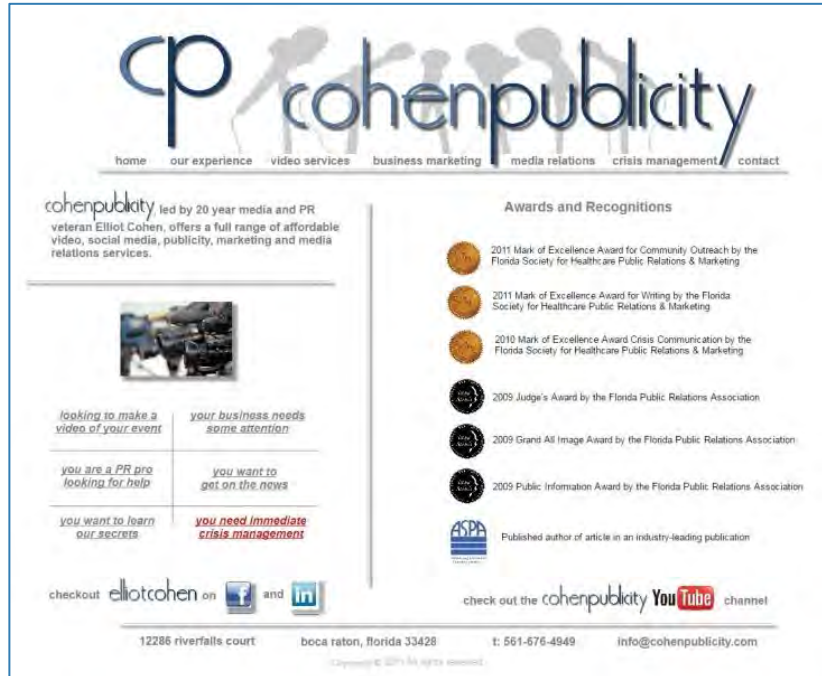 cp cohenpublicity
home our experience video services business marketing media relations crisis management contact
cohenpublicity, led by 20 year media and PR
veteran Elliot Cohen, offers a full range of affordable
video, social media, publicity, marketing and media
relations services.
looking to make a
video of your event
your business needs
some attention
you are a PR pro
looking for help
you want to
get on the news
you want to learn
our secrets
you need immediate
crisis management
checkout elliotcohen on f and in
Awards and Recognitions
2011 Mark of Excellence Award for Community Outreach by the
Florida Society for Healthcare Public Relations & Marketing
2011 Mark of Excellence Award for Writing by the Florida
Society for Healthcare Public Relations & Marketing
2010 Mark of Excellence Award Crisis Communication by the
Florida Society for Healthcare Public Relations & Marketing
2009 Judge's Award by the Florida Public Relations Association
2009 Grand All Image Award by the Florida Public Relations Association
2009 Public Information Award by the Florida Public Relations Association
ASPA
Published author of article in an industry-leading publication
check out the cohenpublicity YouTube channel
12286 riverfalls court boca raton, florida 33428 t: 561-676-4949 info@cohenpublicity.com
Copyright © 2011 All rights reserved